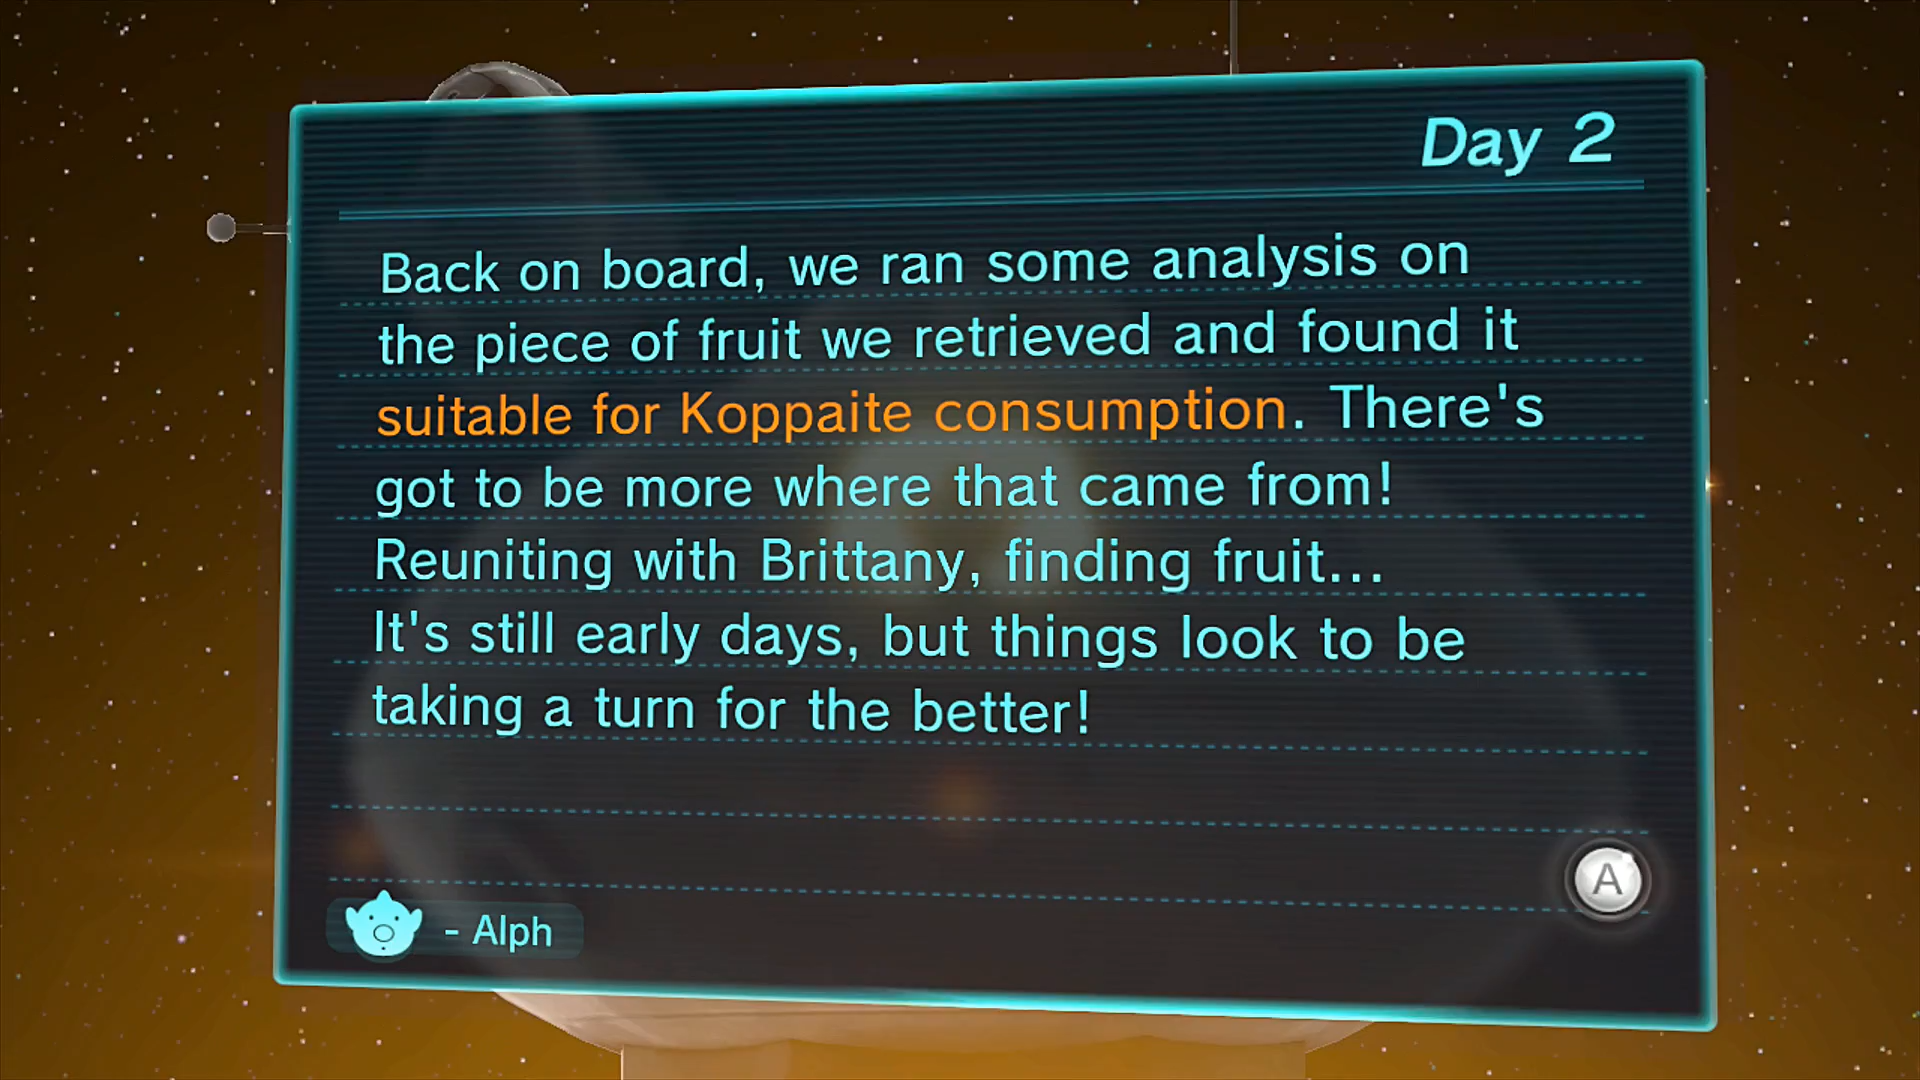 Day 2
Back on board, we ran some analysis on
the piece of fruit we retrieved and found it
suitable for Koppaite consumption. There's
got to be more where that came from!
Reuniting with Brittany, finding fruit...
It's still early days, but things look to be
taking a turn for the better!
A
- Alph